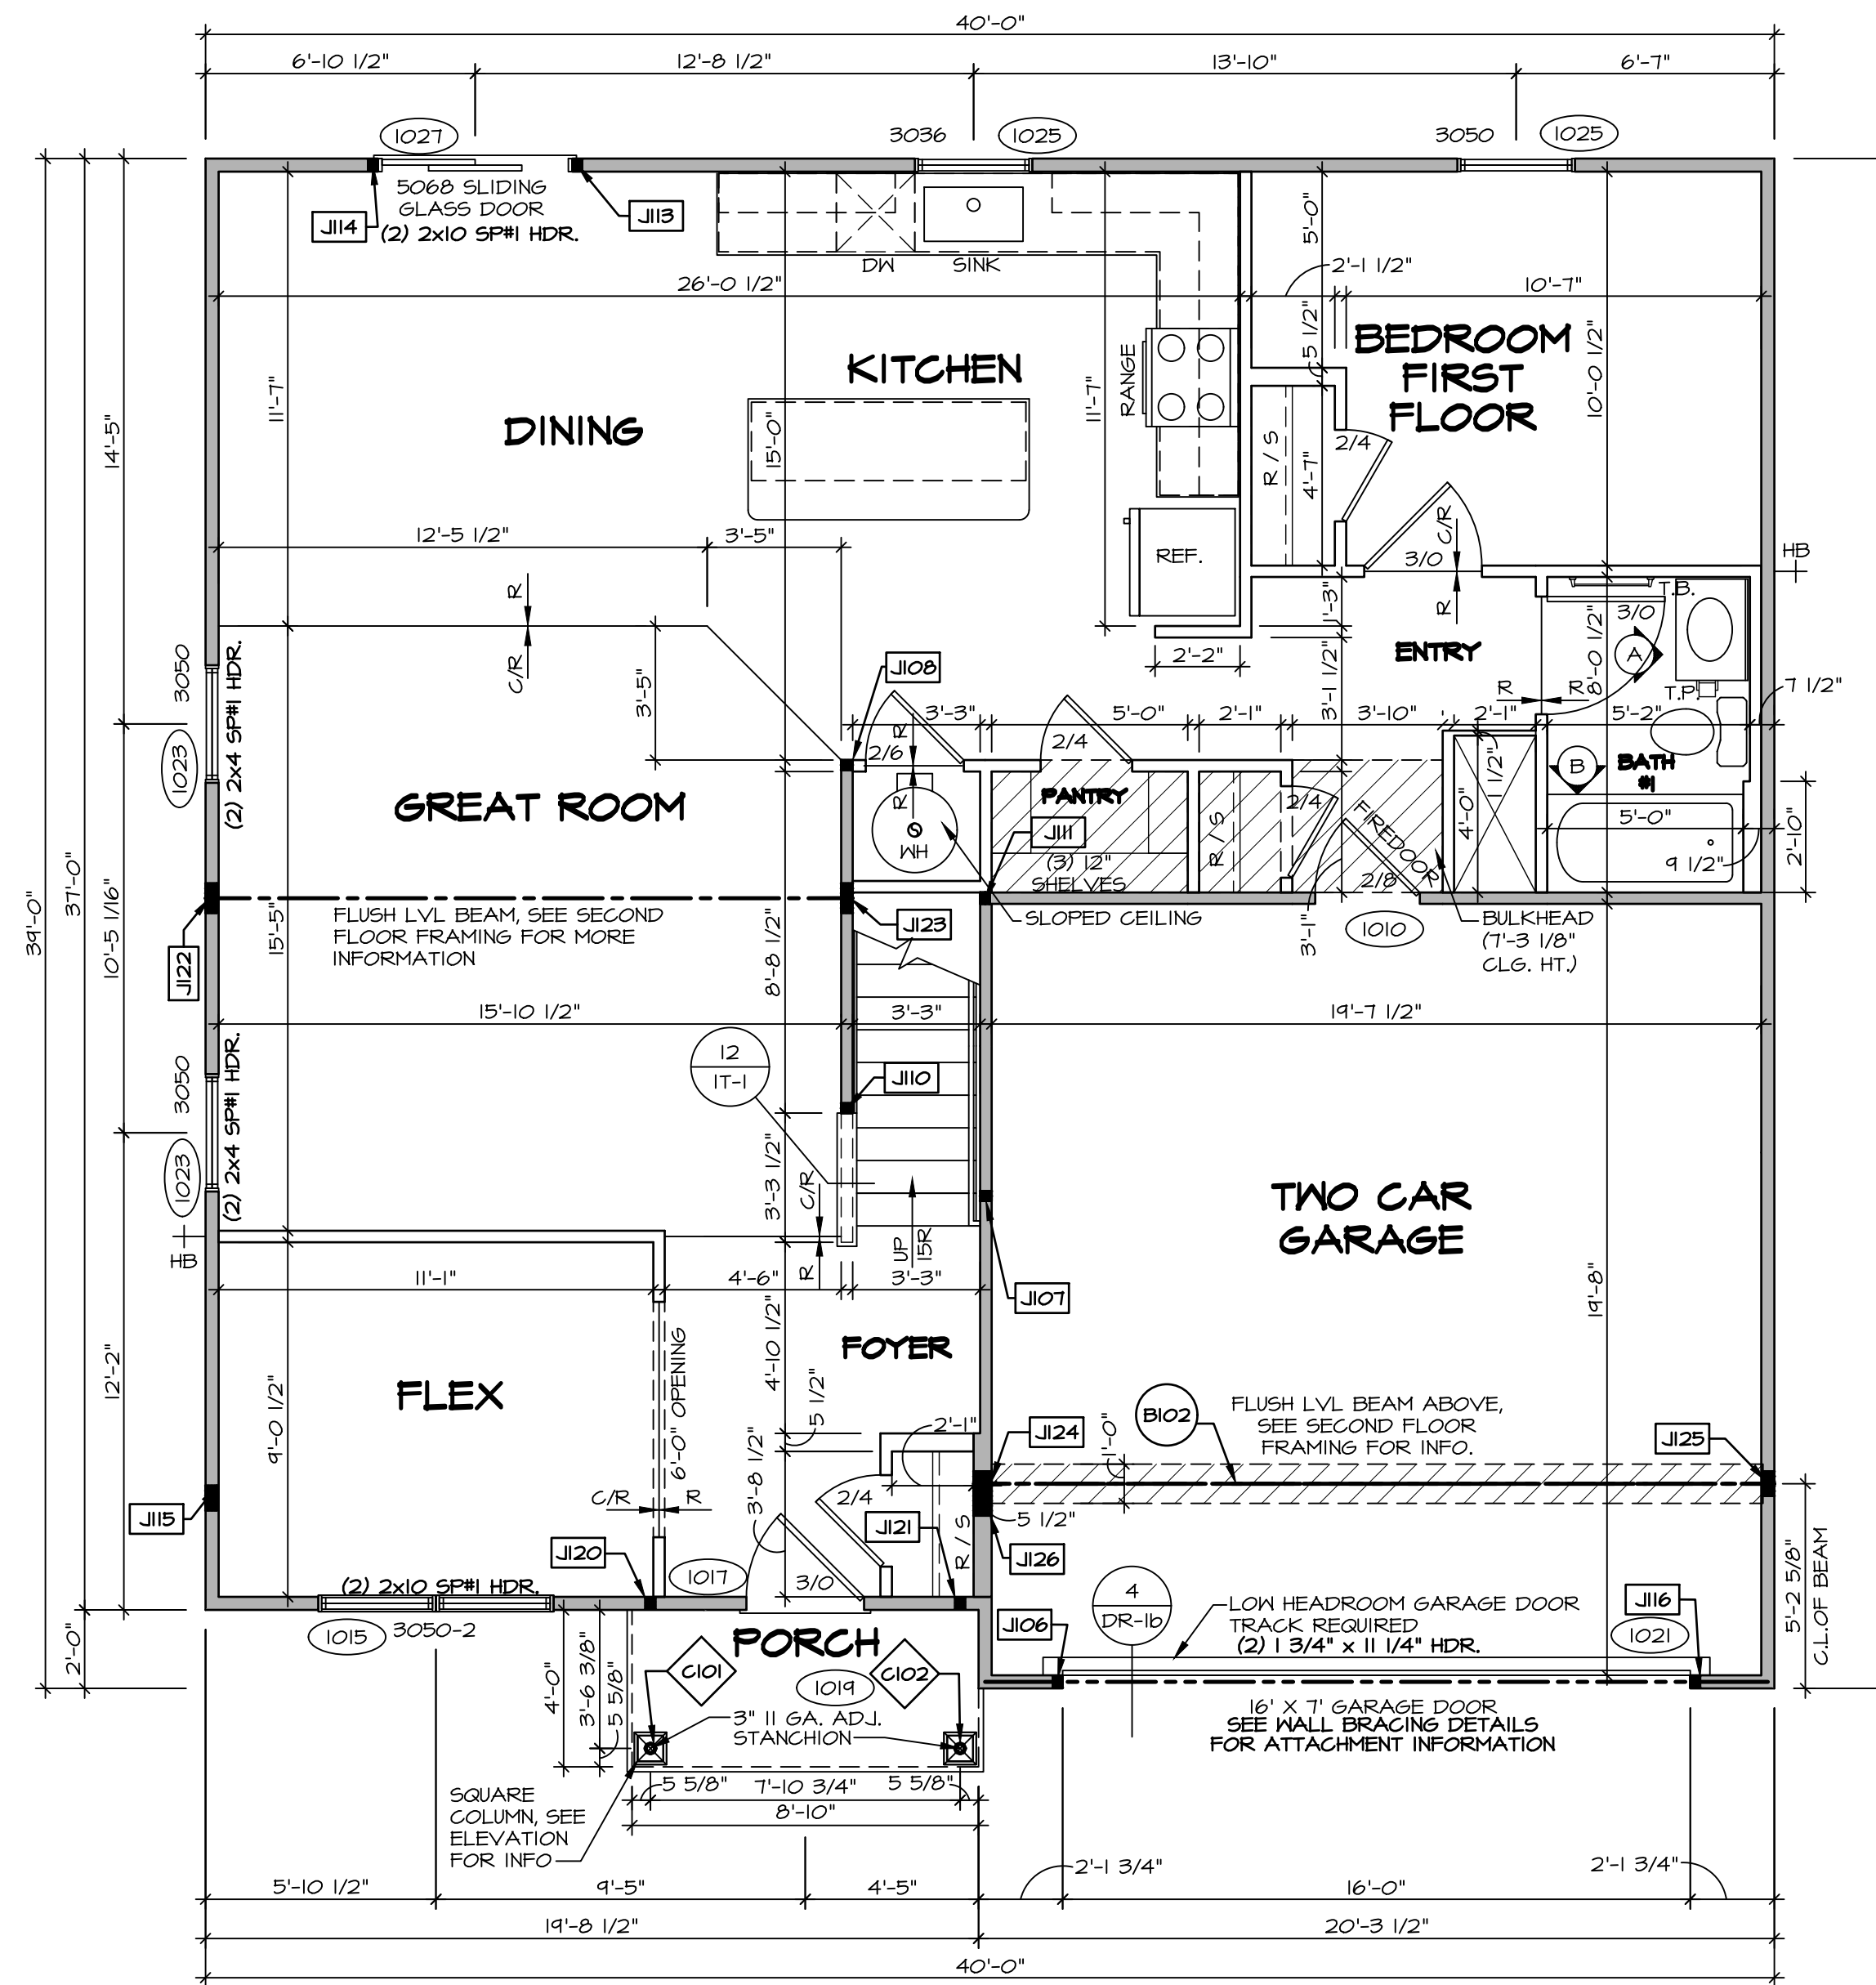 40'-0"
6'-10 1/2"
12'-8 1/2"
13'-10"
6'-7"
1027
3036
1025
3050
1025
5068 SLIDING
GLASS DOOR
(2) 2x10 SP#1 HDR.
J114
J113
DW
SINK
5'-0"
2'-1 1/2"
26'-0 1/2"
10'-7"
5 1/2"
BEDROOM
FIRST
FLOOR
10'-0 1/2"
KITCHEN
RANGE
11'-7"
11'-7"
15'-0"
DINING
14'-5"
R / S
2/4
4'-7"
12'-5 1/2"
3'-5"
REF.
C/R
3/0
R
HB
R
C/R
3'-5"
1'-3"
T.B.
3/0
A
8'-0 1/2"
ENTRY
2'-2"
3'-1 1/2"
R
R
T.P.
7 1/2"
3050
(2) 2x4 SP#1 HDR.
1023
J108
3'-3"
5'-0"
2'-1"
3'-10"
2'-1"
5'-2"
2/6
R
R
2/4
GREAT ROOM
PANTRY
J111
(3) 12"
SHELVES
WH
R / S
2/4
FIREDOOR
2/8
4'-0"
1 1/2"
B
BATH
#1
5'-0"
9 1/2"
2'-10"
39'-0"
37'-0"
10'-5 1/16"
15'-5"
FLUSH LVL BEAM, SEE SECOND
FLOOR FRAMING FOR MORE
INFORMATION
J122
J123
8'-8 1/2"
SLOPED CEILING
3'-1"
1010
BULKHEAD
(7'-3 1/8"
CLG. HT.)
15'-10 1/2"
3'-3"
19'-7 1/2"
12
1T-1
J110
3050
(2) 2x4 SP#1 HDR.
1023
3'-3 1/2"
C/R
R
TWO CAR
GARAGE
HB
UP
15R
11'-1"
4'-6"
3'-3"
J107
19'-8"
12'-2"
9'-0 1/2"
FLEX
6'-0" OPENING
4'-10 1/2"
FOYER
5 1/2"
2'-1"
J124
1'-0"
B102
FLUSH LVL BEAM ABOVE,
SEE SECOND FLOOR
FRAMING FOR INFO.
J125
C/R
R
3'-8 1/2"
2/4
J115
J121
R / S
5 1/2"
J126
J120
1017
3/0
(2) 2x10 SP#1 HDR.
1015
3050-2
2'-0"
PORCH
C101
C102
1019
4'-0"
3'-6 3/8"
5 5/8"
3" 11 GA. ADJ.
STANCHION
J106
4
DR-1b
LOW HEADROOM GARAGE DOOR
TRACK REQUIRED
(2) 1 3/4" x 11 1/4" HDR.
J116
1021
5'-2 5/8"
C.L.OF BEAM
16' X 7' GARAGE DOOR
SEE WALL BRACING DETAILS
FOR ATTACHMENT INFORMATION
SQUARE
COLUMN, SEE
ELEVATION
FOR INFO
5 5/8"
7'-10 3/4"
5 5/8"
8'-10"
2'-1 3/4"
2'-1 3/4"
5'-10 1/2"
9'-5"
4'-5"
16'-0"
19'-8 1/2"
20'-3 1/2"
40'-0"